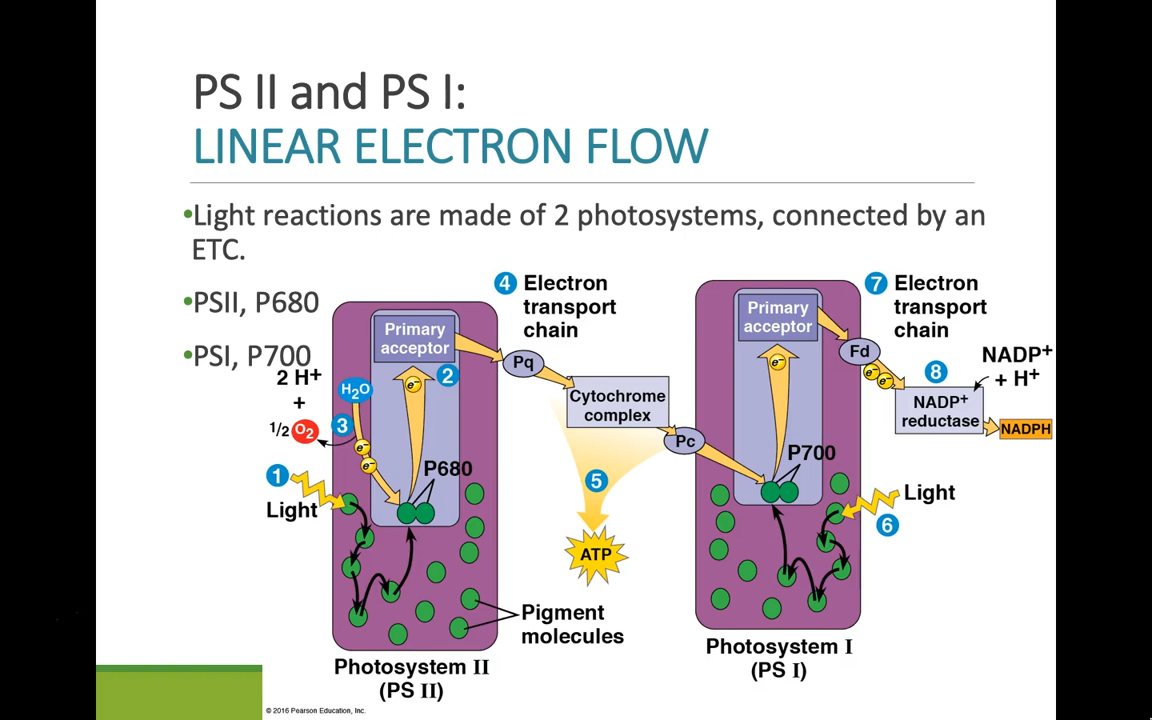 PS II and PS I:
LINEAR ELECTRON FLOW
•Light reactions are made of 2 photosystems, connected by an
ETC.
•PSII, P680
•PSI, P700
2 H+
+
½ O2
H2O
3
1
Light
Primary
acceptor
2
e–
e–
e–
P680
4 Electron
transport
chain
Pq
Cytochrome
complex
Pc
5
ATP
Pigment
molecules
Photosystem II
(PS II)
Primary
acceptor
e–
P700
Light
6
7 Electron
transport
chain
Fd
e–
e–
8
NADP+
+ H+
NADP+
reductase
NADPH
Photosystem I
(PS I)
© 2016 Pearson Education, Inc.